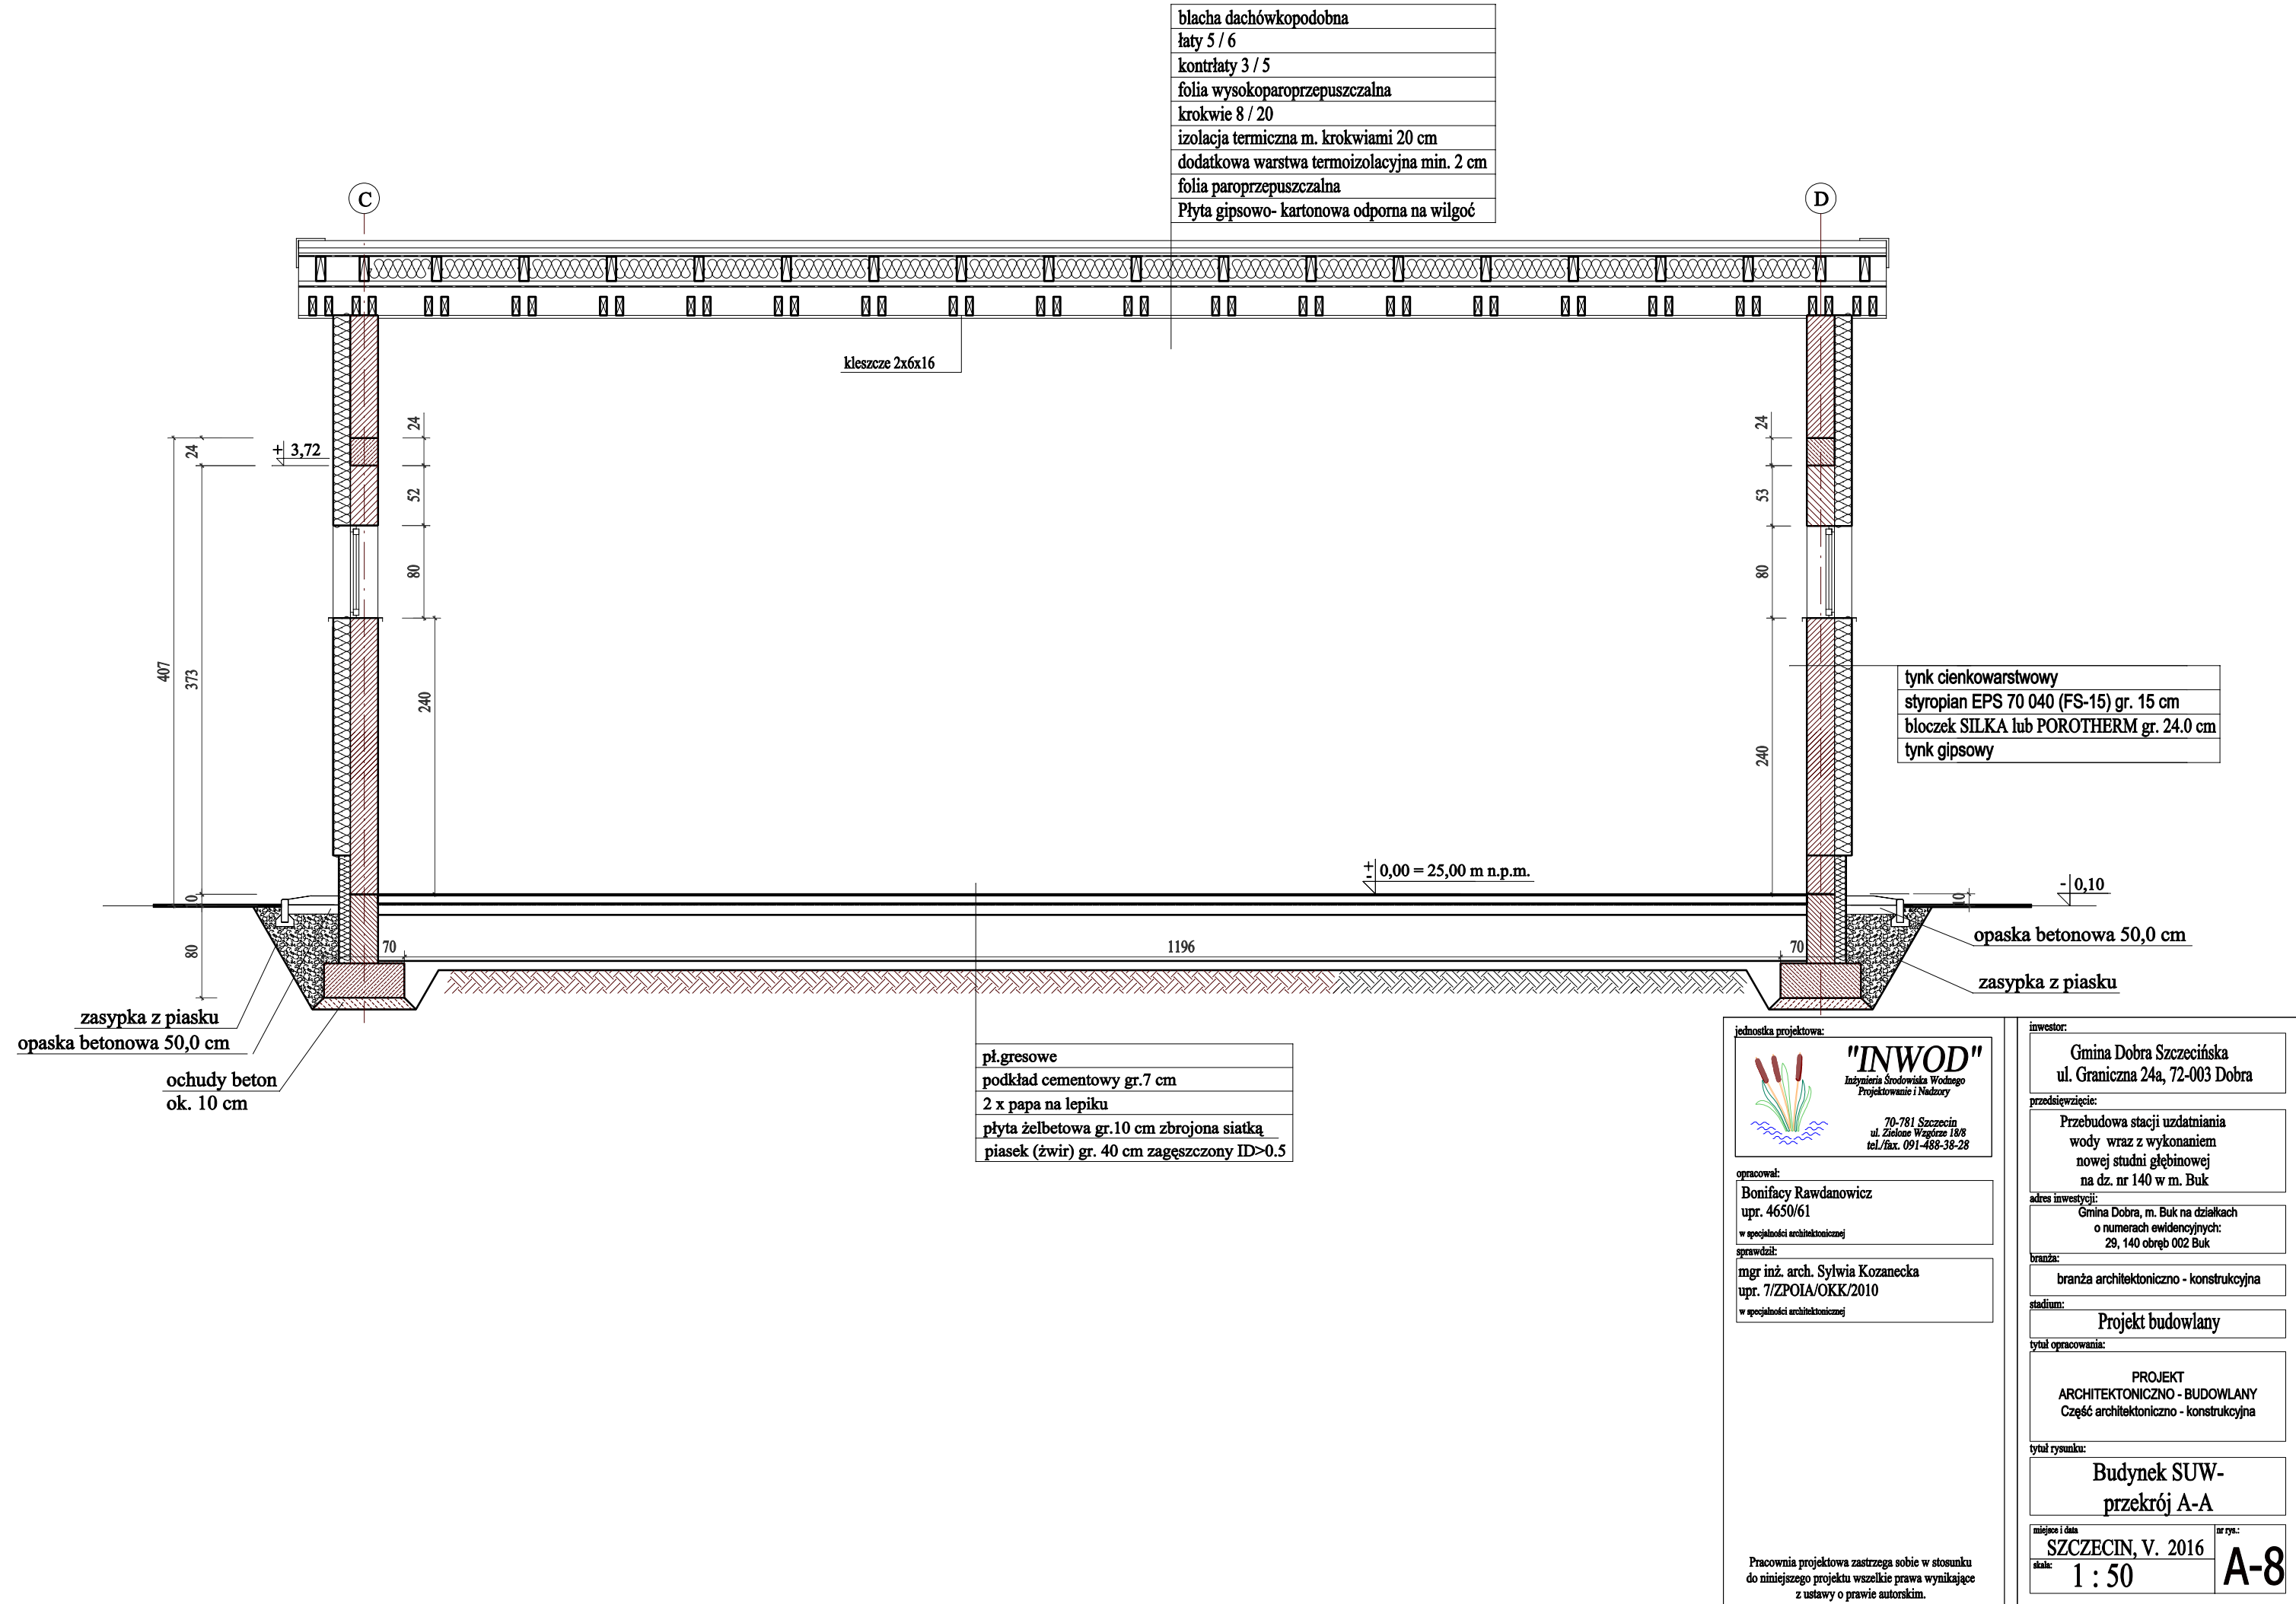 blacha dachówkopodobna
łaty 5 / 6
kontrłaty 3 / 5
folia wysokoparoprzepuszczalna
krokwie 8 / 20
izolacja termiczna m. krokwiami 20 cm
dodatkowa warstwa termoizolacyjna min. 2 cm
folia paroprzepuszczalna
Płyta gipsowo- kartonowa odporna na wilgoć
C
D
kleszcze 2x6x16
24
+ 3,72
24
52
80
240
407
373
10
80
24
53
80
240
tynk cienkowarstwowy
styropian EPS 70 040 (FS-15) gr. 15 cm
bloczek SILKA lub POROTHERM gr. 24.0 cm
tynk gipsowy
+
- 0,00 = 25,00 m n.p.m.
- 0,10
10
70
1196
70
opaska betonowa 50,0 cm
zasypka z piasku
zasypka z piasku
opaska betonowa 50,0 cm
ochudy beton
ok. 10 cm
pł.gresowe
podkład cementowy gr.7 cm
2 x papa na lepiku
płyta żelbetowa gr.10 cm zbrojona siatką
piasek (żwir) gr. 40 cm zagęszczony ID>0.5
jednostka projektowa:
"INWOD"
Inżynieria Środowiska Wodnego
Projektowanie i Nadzory
70-781 Szczecin
ul. Zielone Wzgórze 18/8
tel./fax. 091-488-38-28
opracował:
Bonifacy Rawdanowicz
upr. 4650/61
w specjalności architektonicznej
sprawdził:
mgr inż. arch. Sylwia Kozanecka
upr. 7/ZPOIA/OKK/2010
w specjalności architektonicznej
Pracownia projektowa zastrzega sobie w stosunku
do niniejszego projektu wszelkie prawa wynikające
z ustawy o prawie autorskim.
inwestor:
Gmina Dobra Szczecińska
ul. Graniczna 24a, 72-003 Dobra
przedsięwzięcie:
Przebudowa stacji uzdatniania
wody wraz z wykonaniem
nowej studni głębinowej
na dz. nr 140 w m. Buk
adres inwestycji:
Gmina Dobra, m. Buk na działkach
o numerach ewidencyjnych:
29, 140 obręb 002 Buk
branża:
branża architektoniczno - konstrukcyjna
stadium:
Projekt budowlany
tytuł opracowania:
PROJEKT
ARCHITEKTONICZNO - BUDOWLANY
Część architektoniczno - konstrukcyjna
tytuł rysunku:
Budynek SUW-
przekrój A-A
miejsce i data
SZCZECIN, V. 2016
skala:
1 : 50
nr rys.:
A-8